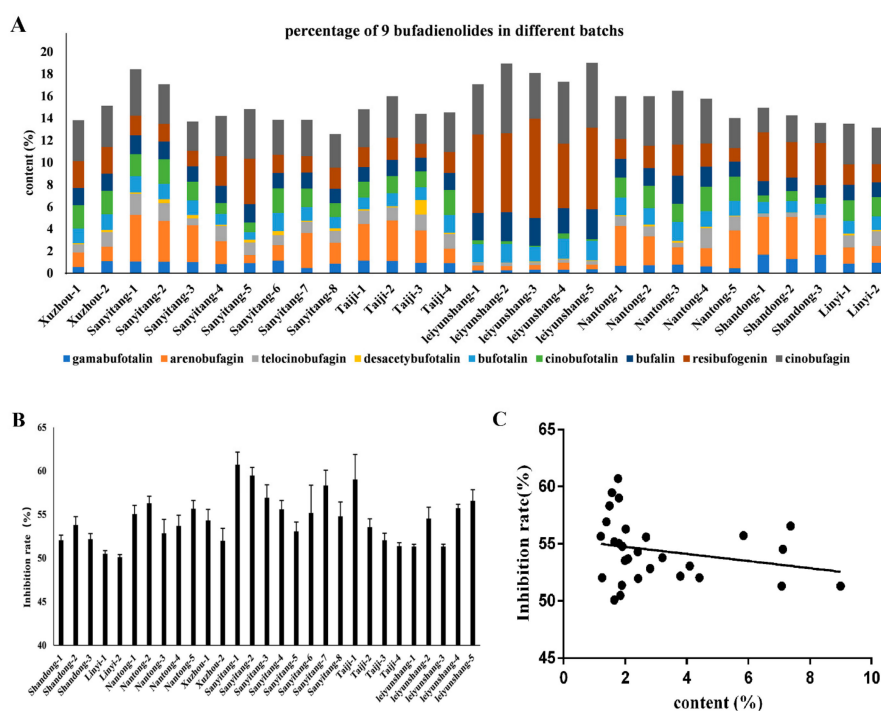 A
percentage of 9 bufadienolides in different batchs
content (%)
20
18
16
14
12
10
8
6
4
2
0
Xuzhou-1
Xuzhou-2
Sanyitang-1
Sanyitang-2
Sanyitang-3
Sanyitang-4
Sanyitang-5
Sanyitang-6
Sanyitang-7
Sanyitang-8
Taiji-1
Taiji-2
Taiji-3
Taiji-4
leiyunshang-1
leiyunshang-2
leiyunshang-3
leiyunshang-4
leiyunshang-5
Nantong-1
Nantong-2
Nantong-3
Nantong-4
Nantong-5
Shandong-1
Shandong-2
Shandong-3
Linyi-1
Linyi-2
gamabufotalin arenobufagin telocinobufagin desacetybufotalin bufotalin cinobufotalin bufalin resibufogenin cinobufagin
B
Inhibition rate (%)
65
60
55
50
45
40
Shandong-1
Shandong-2
Shandong-3
Linyi-1
Linyi-2
Nantong-1
Nantong-2
Nantong-3
Nantong-4
Nantong-5
Xuzhou-1
Xuzhou-2
Sanyitang-1
Sanyitang-2
Sanyitang-3
Sanyitang-4
Sanyitang-5
Sanyitang-6
Sanyitang-7
Sanyitang-8
Taiji-1
Taiji-2
Taiji-3
Taiji-4
leiyunshang-1
leiyunshang-2
leiyunshang-3
leiyunshang-4
leiyunshang-5
C
Inhibition rate(%)
65
60
55
50
45
0 2 4 6 8 10
content (%)